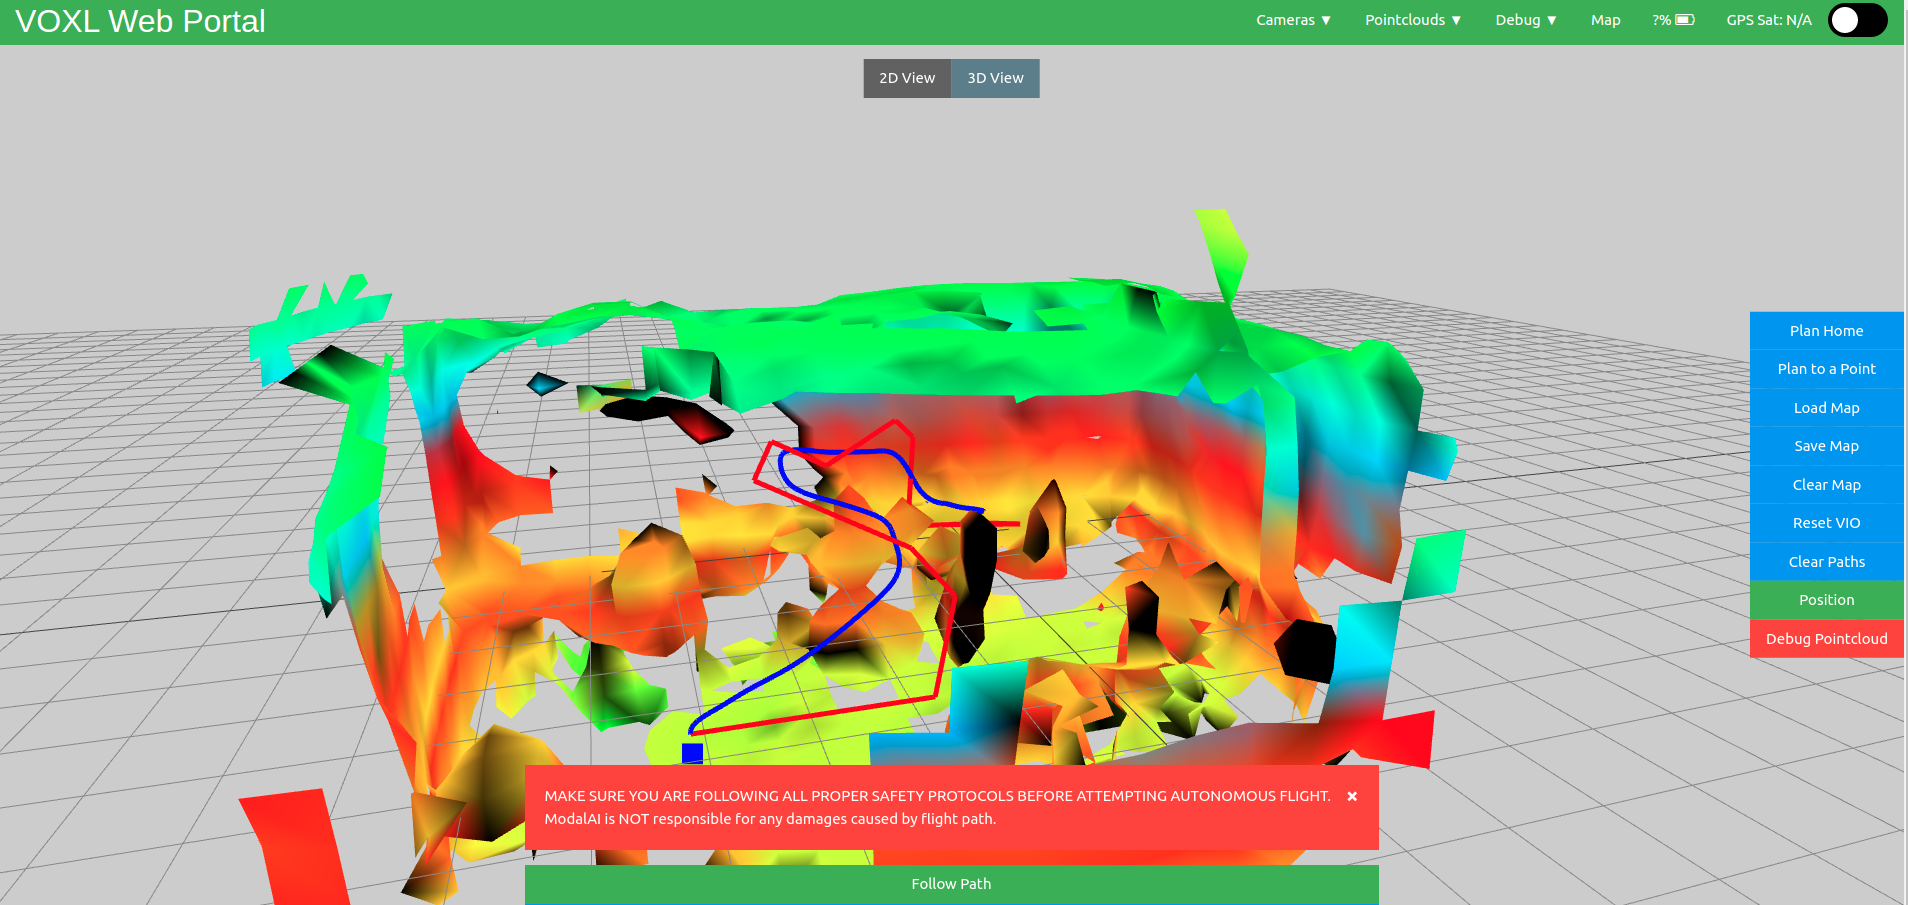 VOXL Web Portal
Cameras ▼
Pointclouds ▼
Debug ▼
Map
?%
GPS Sat: N/A
2D View
3D View
Plan Home
Plan to a Point
Load Map
Save Map
Clear Map
Reset VIO
Clear Paths
Position
Debug Pointcloud
MAKE SURE YOU ARE FOLLOWING ALL PROPER SAFETY PROTOCOLS BEFORE ATTEMPTING AUTONOMOUS FLIGHT.
ModalAI is NOT responsible for any damages caused by flight path.
Follow Path